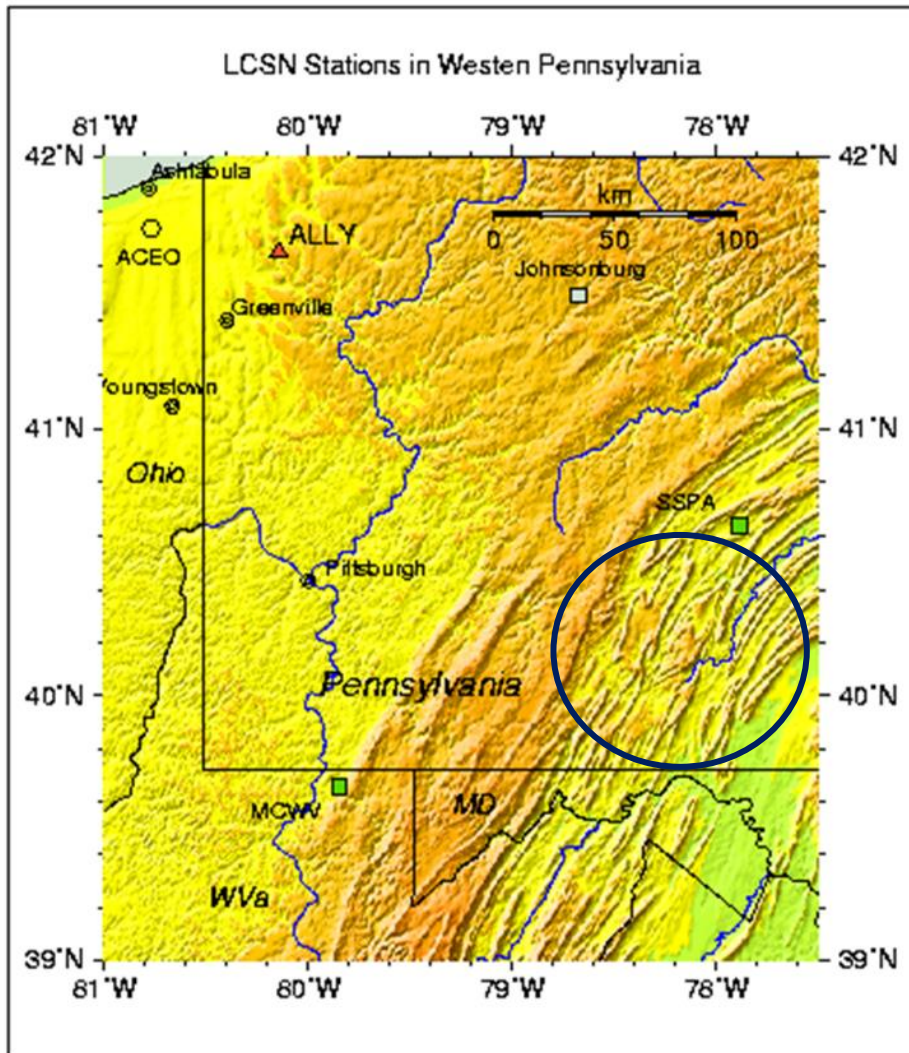 LCSN Stations in Westen Pennsylvania
81°W 80°W 79°W 78°W
42°N 42°N
Ashtabula
km
ALLY
0 50 100
ACEO
Johnsonburg
Greenville
Youngstown
41°N 41°N
Ohio
SSPA
Pittsburgh
Pennsylvania
40°N 40°N
MCWV
MD
WVa
39°N 39°N
81°W 80°W 79°W 78°W